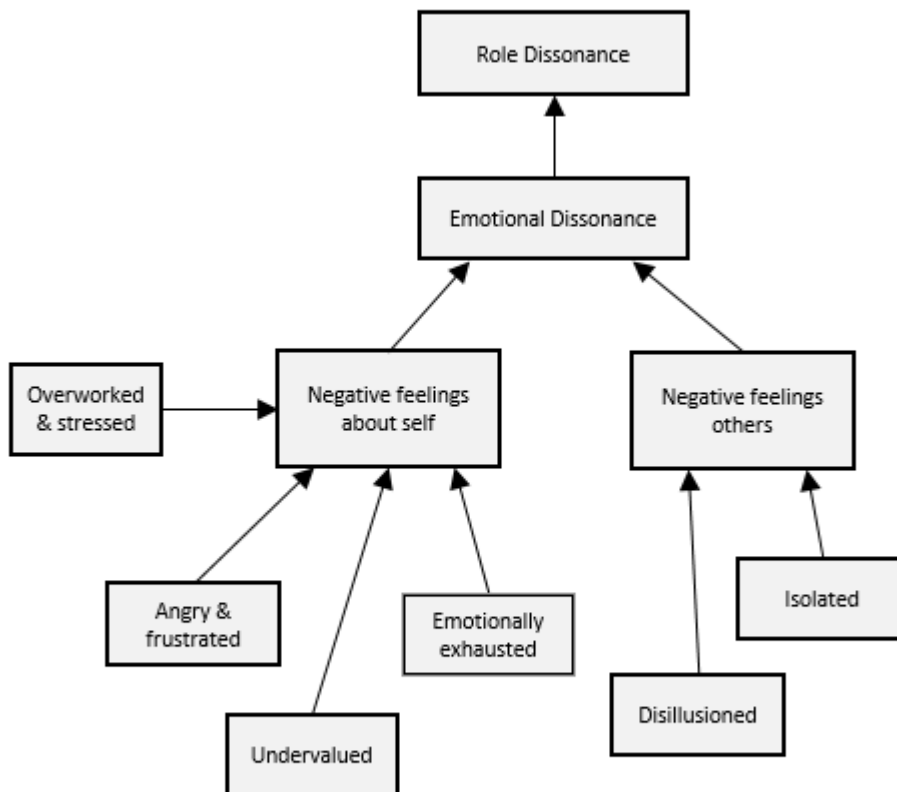 Role Dissonance
Emotional Dissonance
Overworked
& stressed
Negative feelings
about self
Negative feelings
others
Angry &
frustrated
Emotionally
exhausted
Isolated
Undervalued
Disillusioned